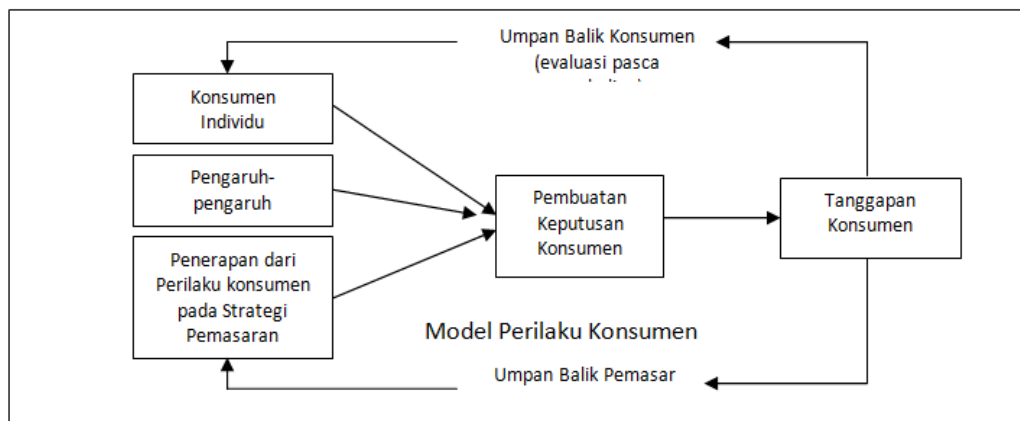 Umpan Balik Konsumen
(evaluasi pasca
Konsumen
Individu
Pengaruh-
pengaruh
Penerapan dari
Perilaku konsumen
pada Strategi
Pemasaran
Pembuatan
Keputusan
Konsumen
Tanggapan
Konsumen
Model Perilaku Konsumen
Umpan Balik Pemasar